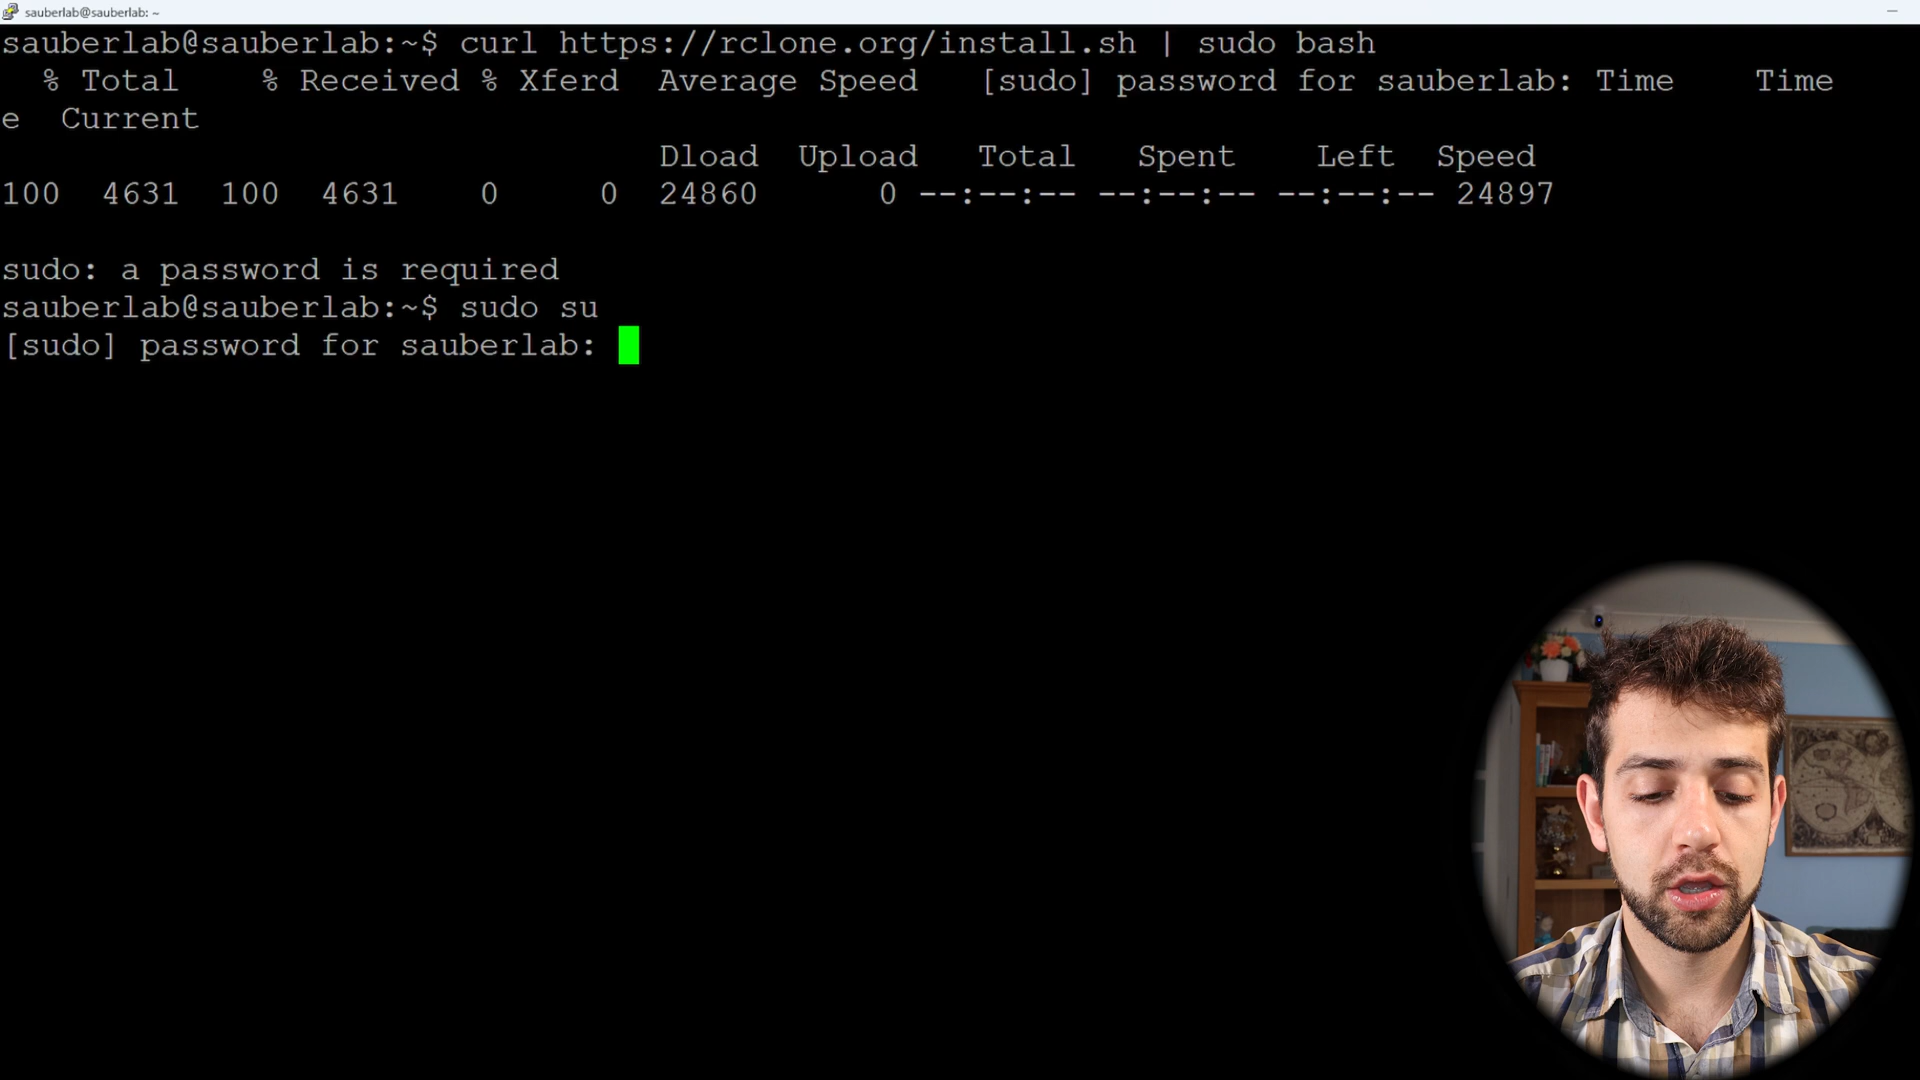 sauberlab@sauberlab: ~
sauberlab@sauberlab:~$ curl https://rclone.org/install.sh | sudo bash
% Total % Received % Xferd Average Speed [sudo] password for sauberlab: Time Time
e Current
Dload Upload Total Spent Left Speed
100 4631 100 4631 0 0 24860 0 --:--:-- --:--:-- --:--:-- 24897
sudo: a password is required
sauberlab@sauberlab:~$ sudo su
[sudo] password for sauberlab: